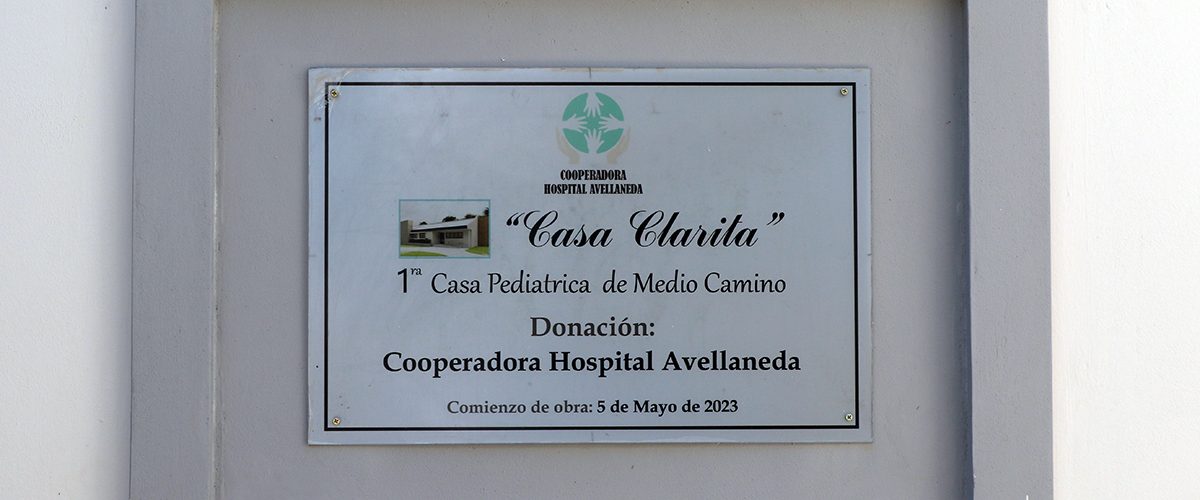 COOPERADORA
HOSPITAL AVELLANEDA
“Casa Clarita”
1ra Casa Pediatrica de Medio Camino
Donación:
Cooperadora Hospital Avellaneda
Comienzo de obra: 5 de Mayo de 2023